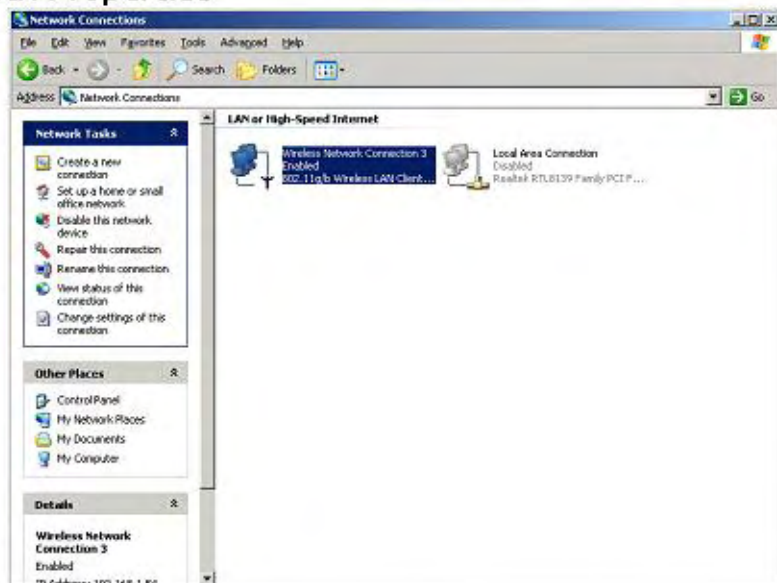 Network Connections
File Edit View Favorites Tools Advanced Help
Back Search Folders
Address Network Connections Go
Network Tasks
Create a new
connection
Set up a home or small
office network
Disable this network
device
Repair this connection
Rename this connection
View status of this
connection
Change settings of this
connection
Other Places
Control Panel
My Network Places
My Documents
My Computer
Details
Wireless Network
Connection 3
Enabled
LAN or High-Speed Internet
Wireless Network Connection 3
Enabled
802.11g/b Wireless LAN Client...
Local Area Connection
Disabled
Realtek RTL8139 Family PCI F...